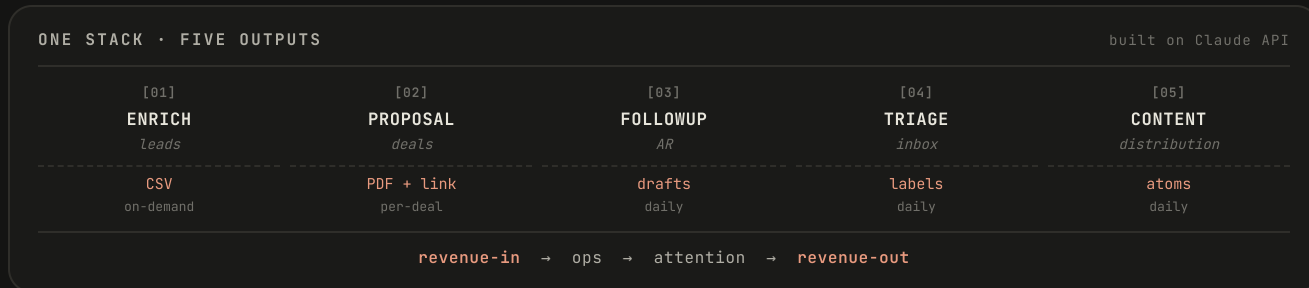 ONE STACK · FIVE OUTPUTS
built on Claude API
[01] [02] [03] [04] [05]
ENRICH PROPOSAL FOLLOWUP TRIAGE CONTENT
leads deals AR inbox distribution
CSV PDF + link drafts labels atoms
on-demand per-deal daily daily daily
revenue-in → ops → attention → revenue-out